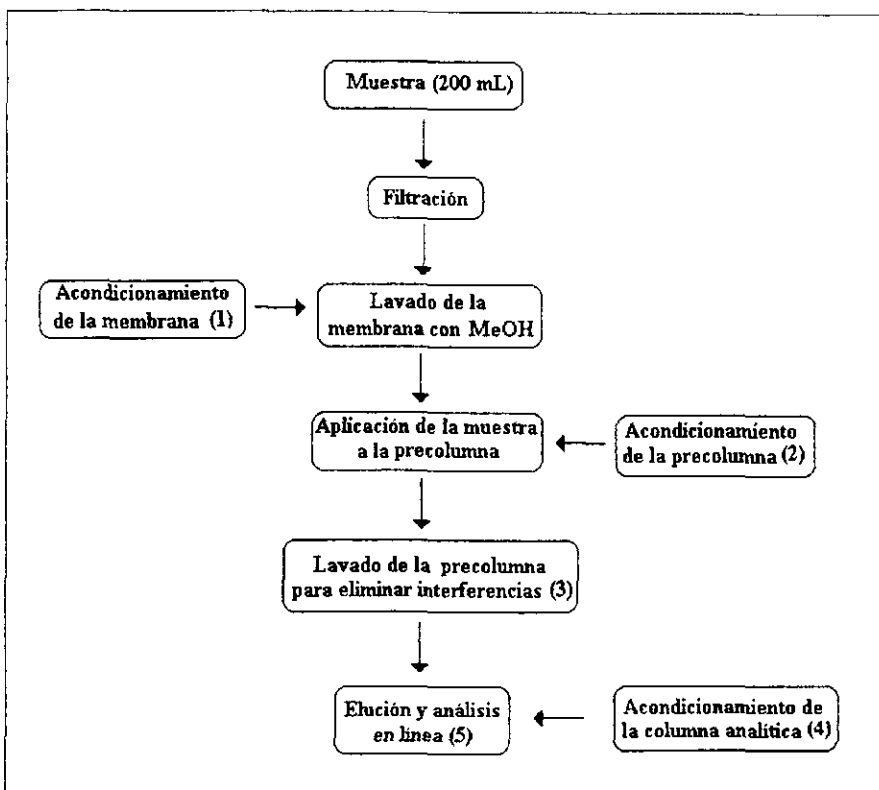 Muestra (200 mL)
Filtración
Acondicionamiento
de la membrana (1)
Lavado de la
membrana con MeOH
Aplicación de la muestra
a la precolumna
Acondicionamiento
de la precolumna (2)
Lavado de la precolumna
para eliminar interferencias (3)
Elución y análisis
en línea (5)
Acondicionamiento de
la columna analítica (4)